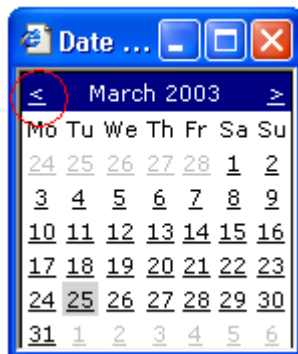 Date ...
< March 2003 >
Mo Tu We Th Fr Sa Su
24 25 26 27 28 1 2
3 4 5 6 7 8 9
10 11 12 13 14 15 16
17 18 19 20 21 22 23
24 25 26 27 28 29 30
31 1 2 3 4 5 6